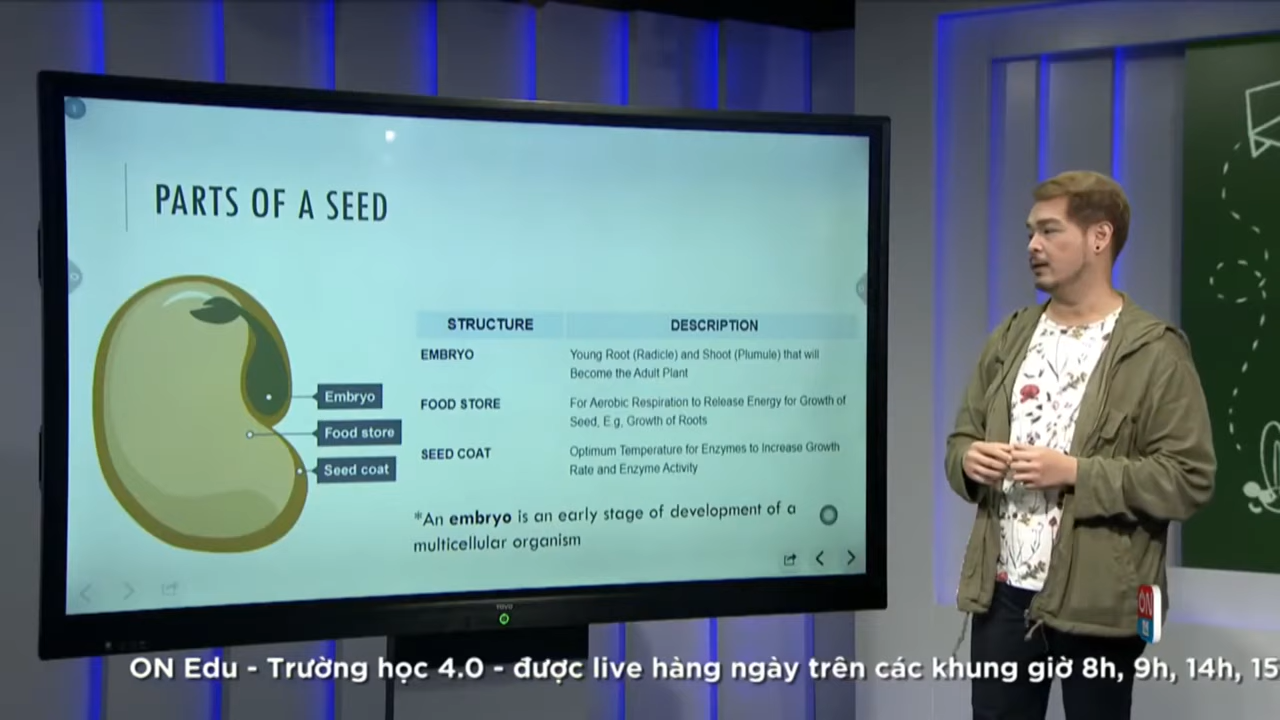 PARTS OF A SEED
STRUCTURE DESCRIPTION
EMBRYO Young Root (Radicle) and Shoot (Plumule) that will
Become the Adult Plant
Embryo
FOOD STORE For Aerobic Respiration to Release Energy for Growth of
Seed, E.g, Growth of Roots
Food store
SEED COAT Optimum Temperature for Enzymes to Increase Growth
Rate and Enzyme Activity
Seed coat
*An embryo is an early stage of development of a
multicellular organism
ON
ON Edu - Trường học 4.0 - được live hàng ngày trên các khung giờ 8h, 9h, 14h, 15